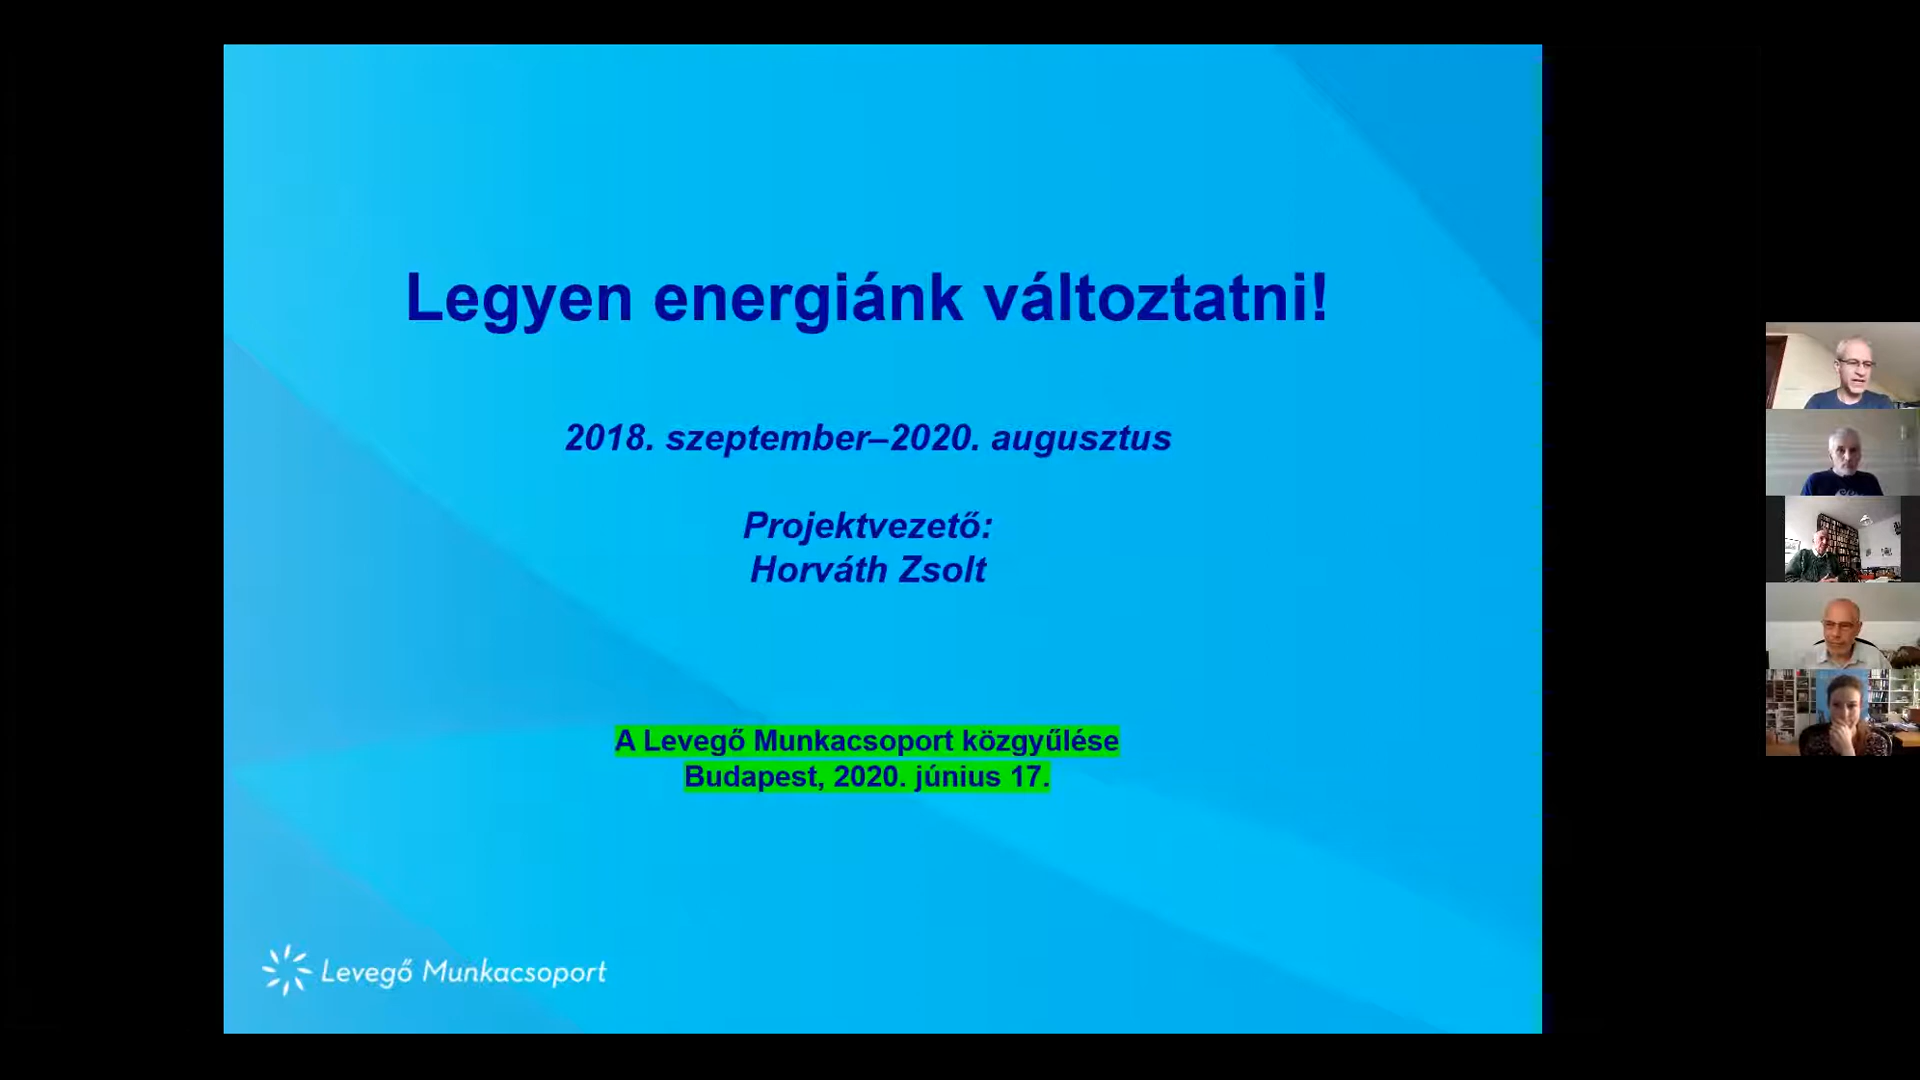 Legyen energiánk változtatni!
2018. szeptember–2020. augusztus
Projektvezető:
Horváth Zsolt
A Levegő Munkacsoport közgyűlése
Budapest, 2020. június 17.
Levegő Munkacsoport